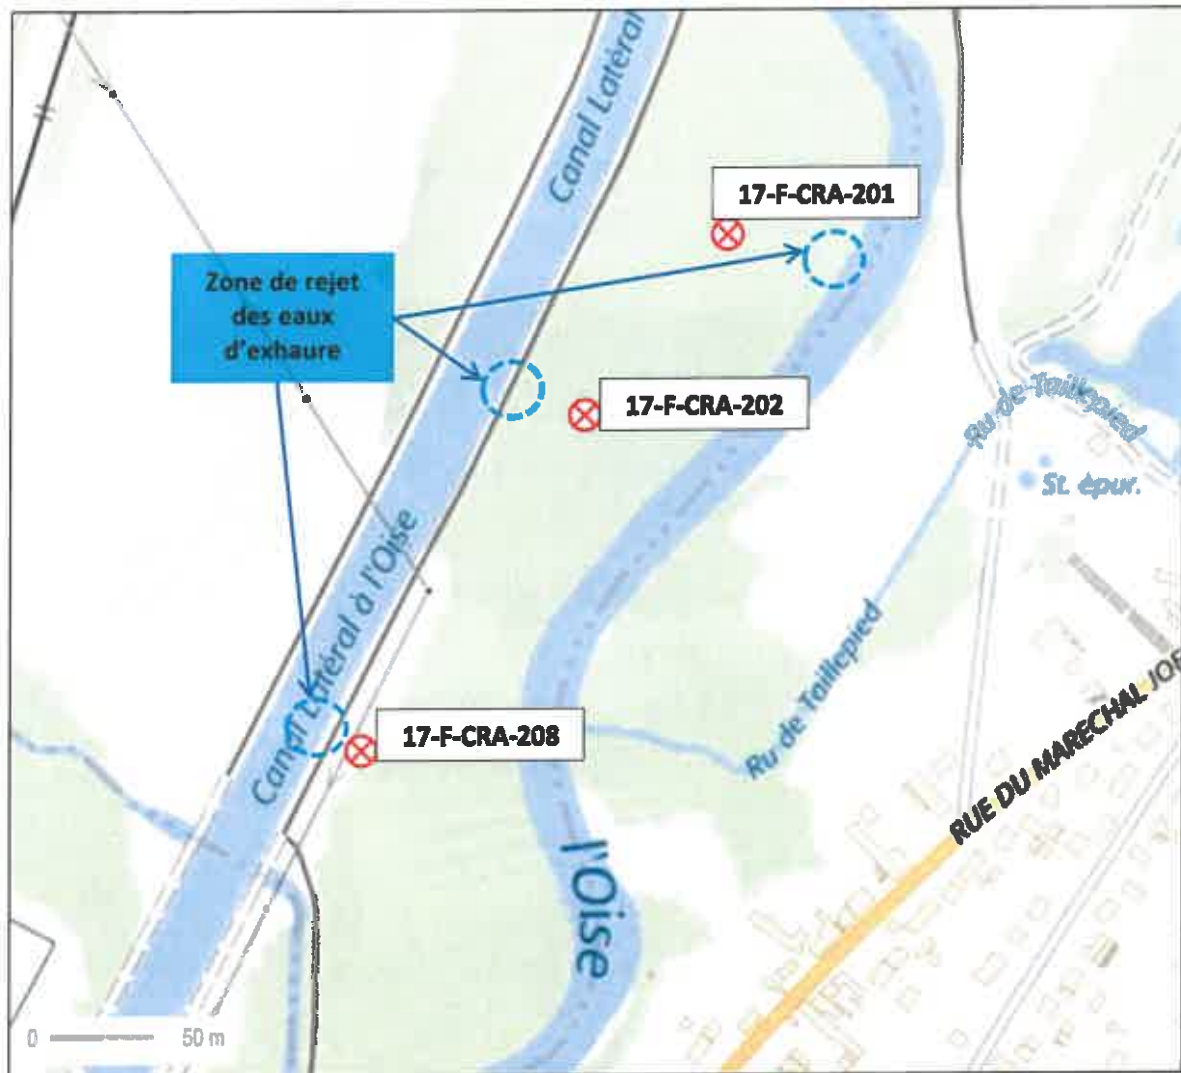 Canal Latéral
17-F-CRA-201
Zone de rejet
des eaux
d'exhaure
17-F-CRA-202
Ru de Taillepied
St. épur.
Canal Latéral à l'Oise
Ru de Taillepied
17-F-CRA-208
RUE DU MARECHAL JOF
l'Oise
0 50 m